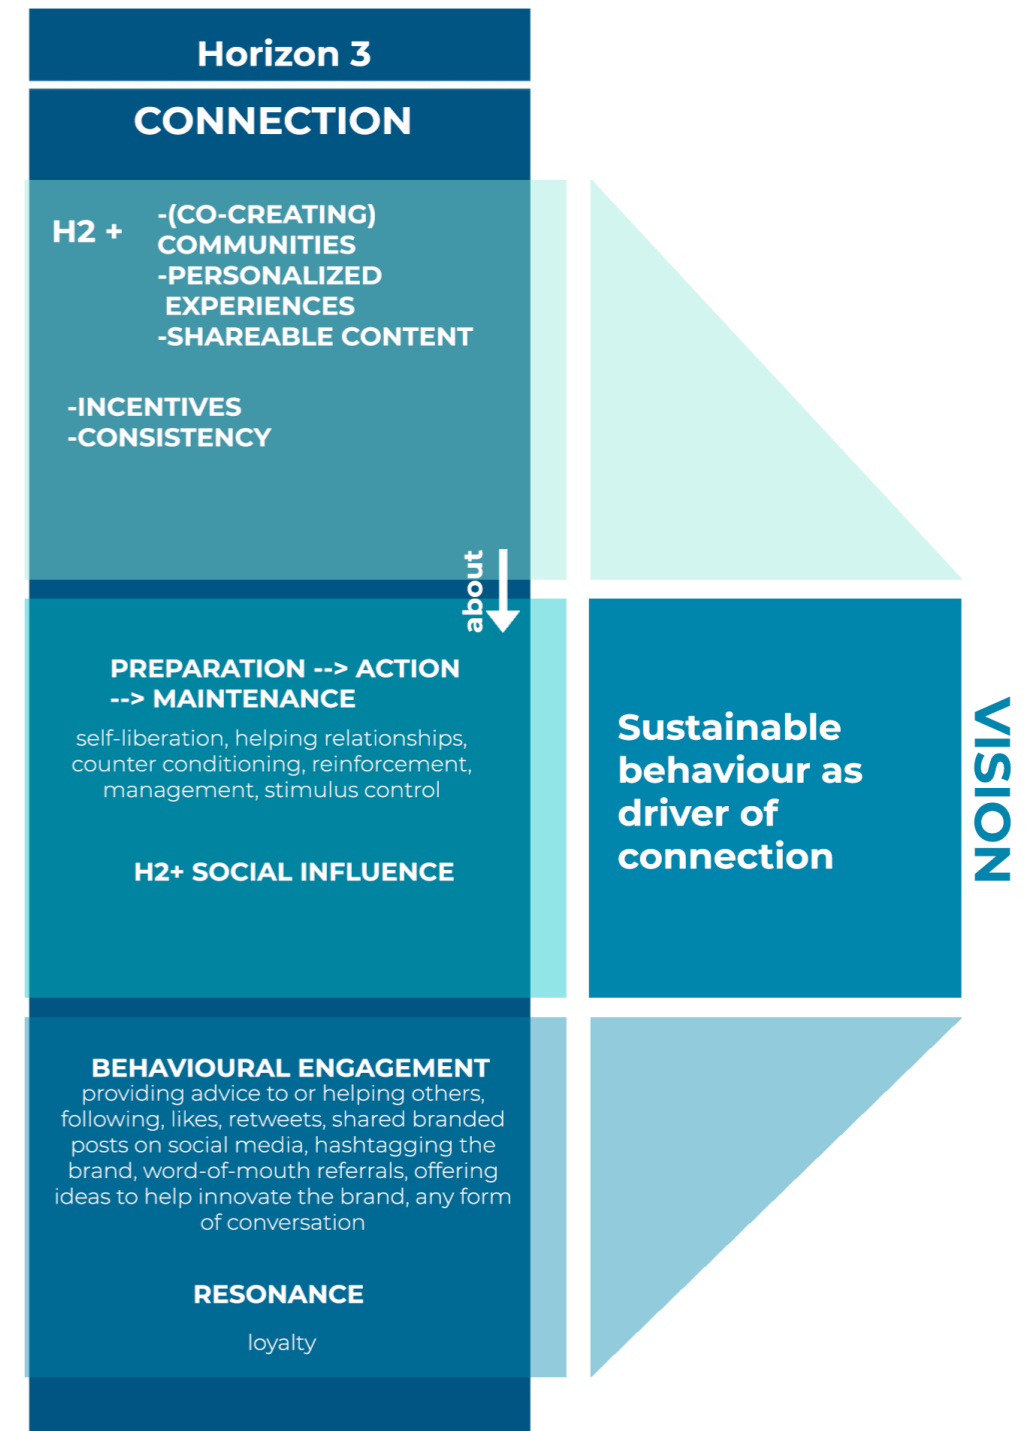 Horizon 3
CONNECTION
H2 +
-(CO-CREATING)
COMMUNITIES
-PERSONALIZED
EXPERIENCES
-SHAREABLE CONTENT
-INCENTIVES
-CONSISTENCY
about
PREPARATION --> ACTION
--> MAINTENANCE
self-liberation, helping relationships,
counter conditioning, reinforcement,
management, stimulus control
H2+ SOCIAL INFLUENCE
Sustainable
behaviour as
driver of
connection
VISION
BEHAVIOURAL ENGAGEMENT
providing advice to or helping others,
following, likes, retweets, shared branded
posts on social media, hashtagging the
brand, word-of-mouth referrals, offering
ideas to help innovate the brand, any form
of conversation
RESONANCE
loyalty